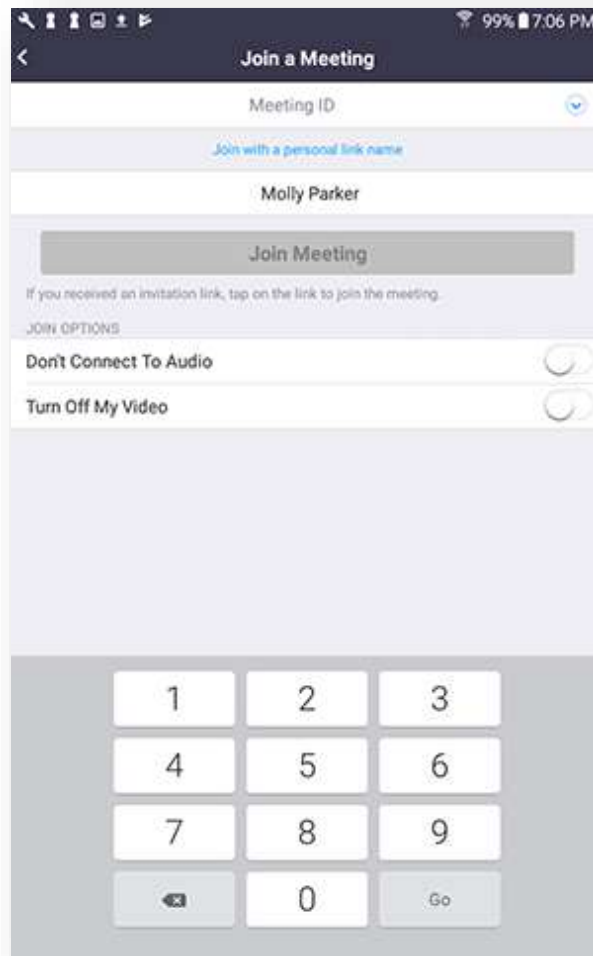 99% 7:06 PM
Join a Meeting
Meeting ID
Join with a personal link name
Molly Parker
Join Meeting
If you received an invitation link, tap on the link to join the meeting.
JOIN OPTIONS
Don't Connect To Audio
Turn Off My Video
1 2 3
4 5 6
7 8 9
0 Go